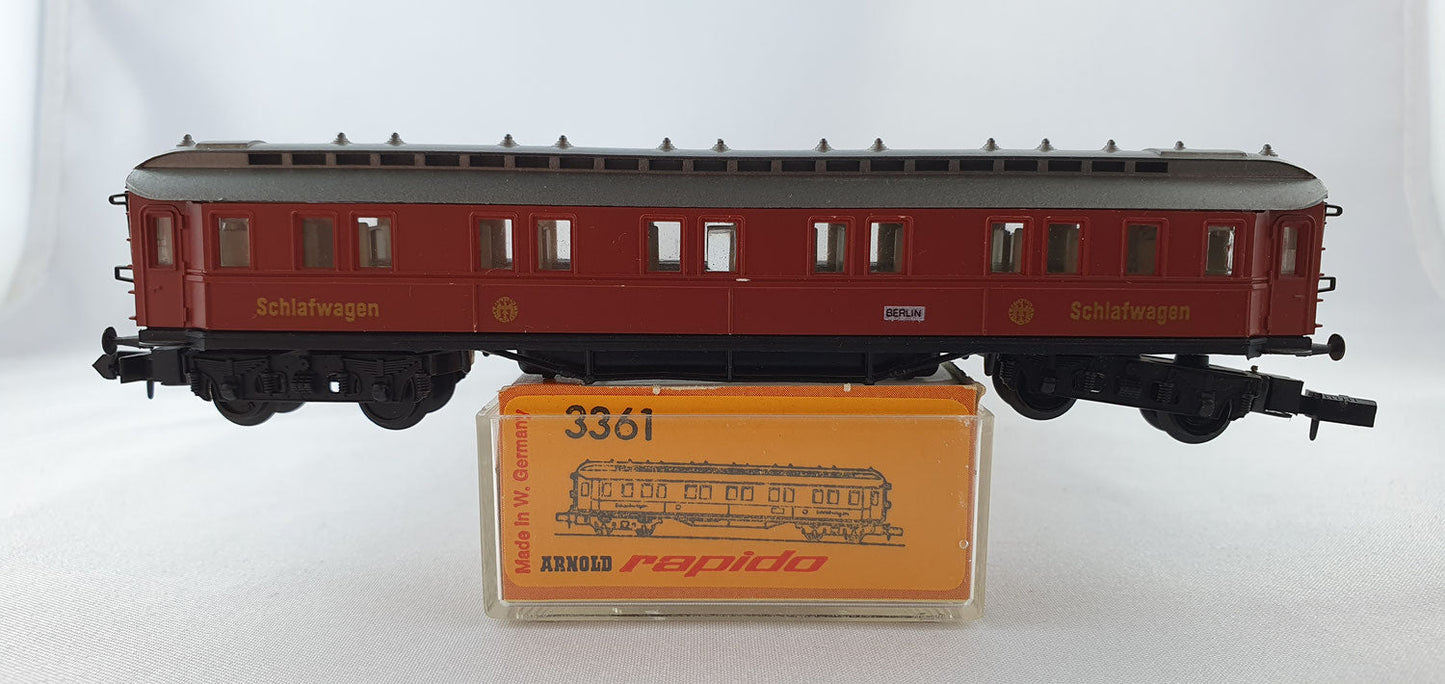 Schlafwagen
BERLIN
Schlafwagen
3361
Made in W. Germany
ARNOLD rapido